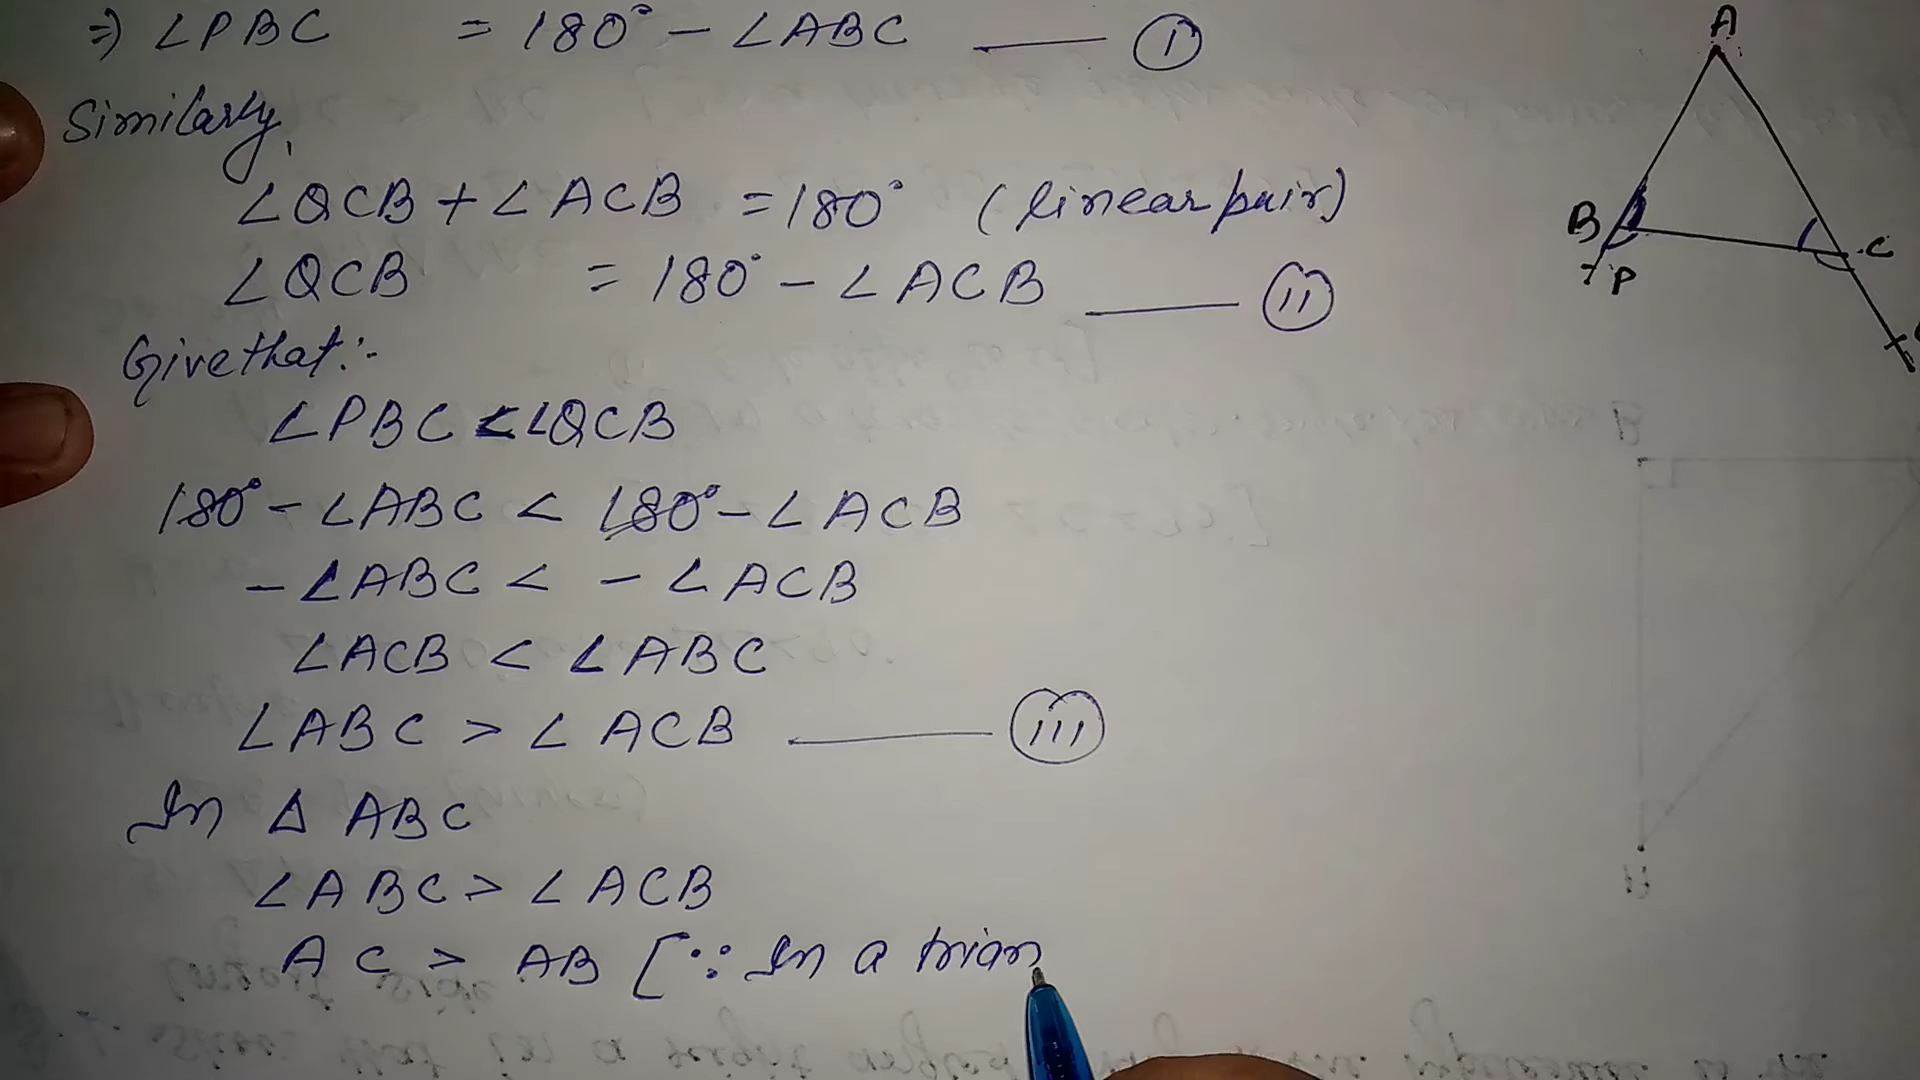 ⇒ ∠PBC = 180° - ∠ABC —— (i)
Similarly,
∠QCB + ∠ACB = 180° (linear pair)
∠QCB = 180° - ∠ACB —— (ii)
Give that :-
∠PBC < ∠QCB
180° - ∠ABC < 180° - ∠ACB
- ∠ABC < - ∠ACB
∠ACB < ∠ABC
∠ABC > ∠ACB —— (iii)
In Δ ABC
∠ABC > ∠ACB
AC > AB [∵ In a trian
A
B
C
P